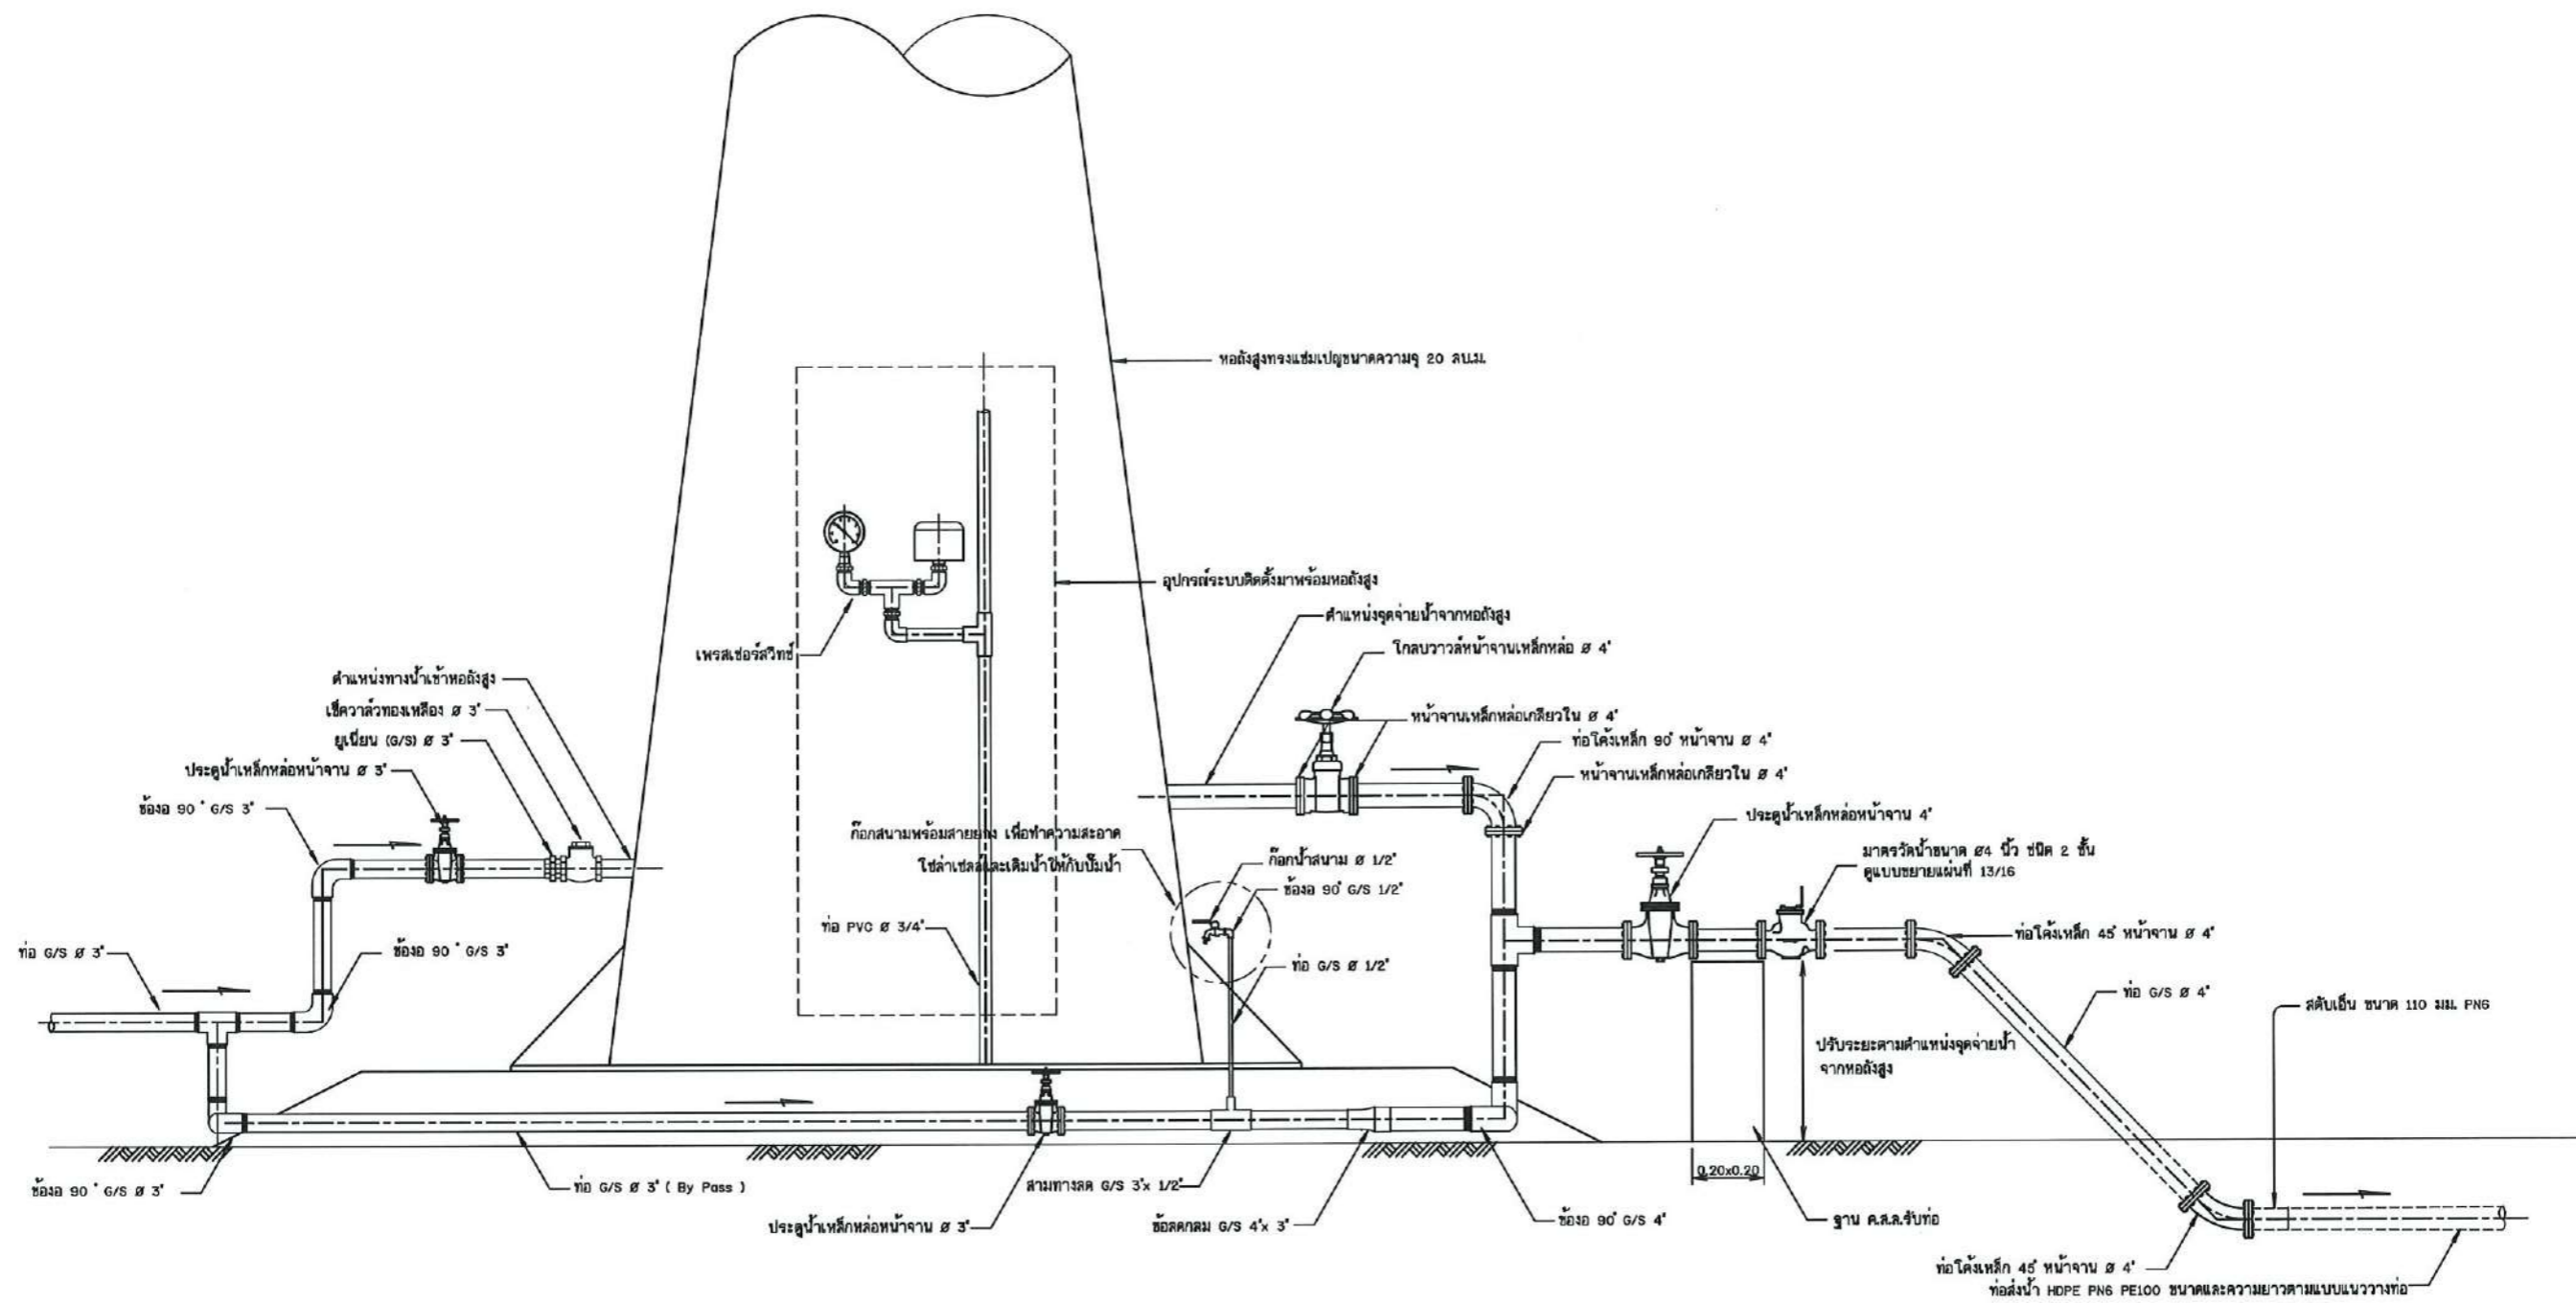 หอถังสูงทรงแชมเปญขนาดความจุ 20 ลบ.ม.
อุปกรณ์ระบบติดตั้งมาพร้อมหอถังสูง
ตำแหน่งจุดจ่ายน้ำจากหอถังสูง
โกลบวาวล์หน้าจานเหล็กหล่อ ø 4"
เพรสเชอร์สวิทซ์
ตำแหน่งทางน้ำเข้าหอถังสูง
เช็ควาล์วทองเหลือง ø 3"
หน้าจานเหล็กหล่อเกลียวใน ø 4"
ยูเนี่ยน (G/S) ø 3"
ท่อโค้งเหล็ก 90° หน้าจาน ø 4"
ประตูน้ำเหล็กหล่อหน้าจาน ø 3"
หน้าจานเหล็กหล่อเกลียวใน ø 4"
ข้องอ 90 ° G/S 3"
ประตูน้ำเหล็กหล่อหน้าจาน 4"
ก๊อกสนามพร้อมสายยาง เพื่อทำความสะอาด
โซล่าเซลล์และเติมน้ำให้กับปั๊มน้ำ
ก๊อกน้ำสนาม ø 1/2"
ข้องอ 90° G/S 1/2"
มาตรวัดน้ำขนาด ø4 นิ้ว ชนิด 2 ชั้น
ดูแบบขยายแผ่นที่ 13/16
ท่อ PVC ø 3/4"
ท่อโค้งเหล็ก 45° หน้าจาน ø 4"
ท่อ G/S ø 3"
ข้องอ 90 ° G/S 3"
ท่อ G/S ø 1/2"
ท่อ G/S ø 4"
สตับเอ็น ขนาด 110 มม. PN6
ปรับระยะตามตำแหน่งจุดจ่ายน้ำ
จากหอถังสูง
0.20x0.20
ข้องอ 90 ° G/S ø 3"
ท่อ G/S ø 3" ( By Pass )
สามทางลด G/S 3"x 1/2"
ประตูน้ำเหล็กหล่อหน้าจาน ø 3"
ข้อลดกลม G/S 4"x 3"
ข้องอ 90° G/S 4"
ฐาน ค.ส.ล.รับท่อ
ท่อโค้งเหล็ก 45° หน้าจาน ø 4"
ท่อส่งน้ำ HDPE PN6 PE100 ขนาดและความยาวตามแบบแนววางท่อ